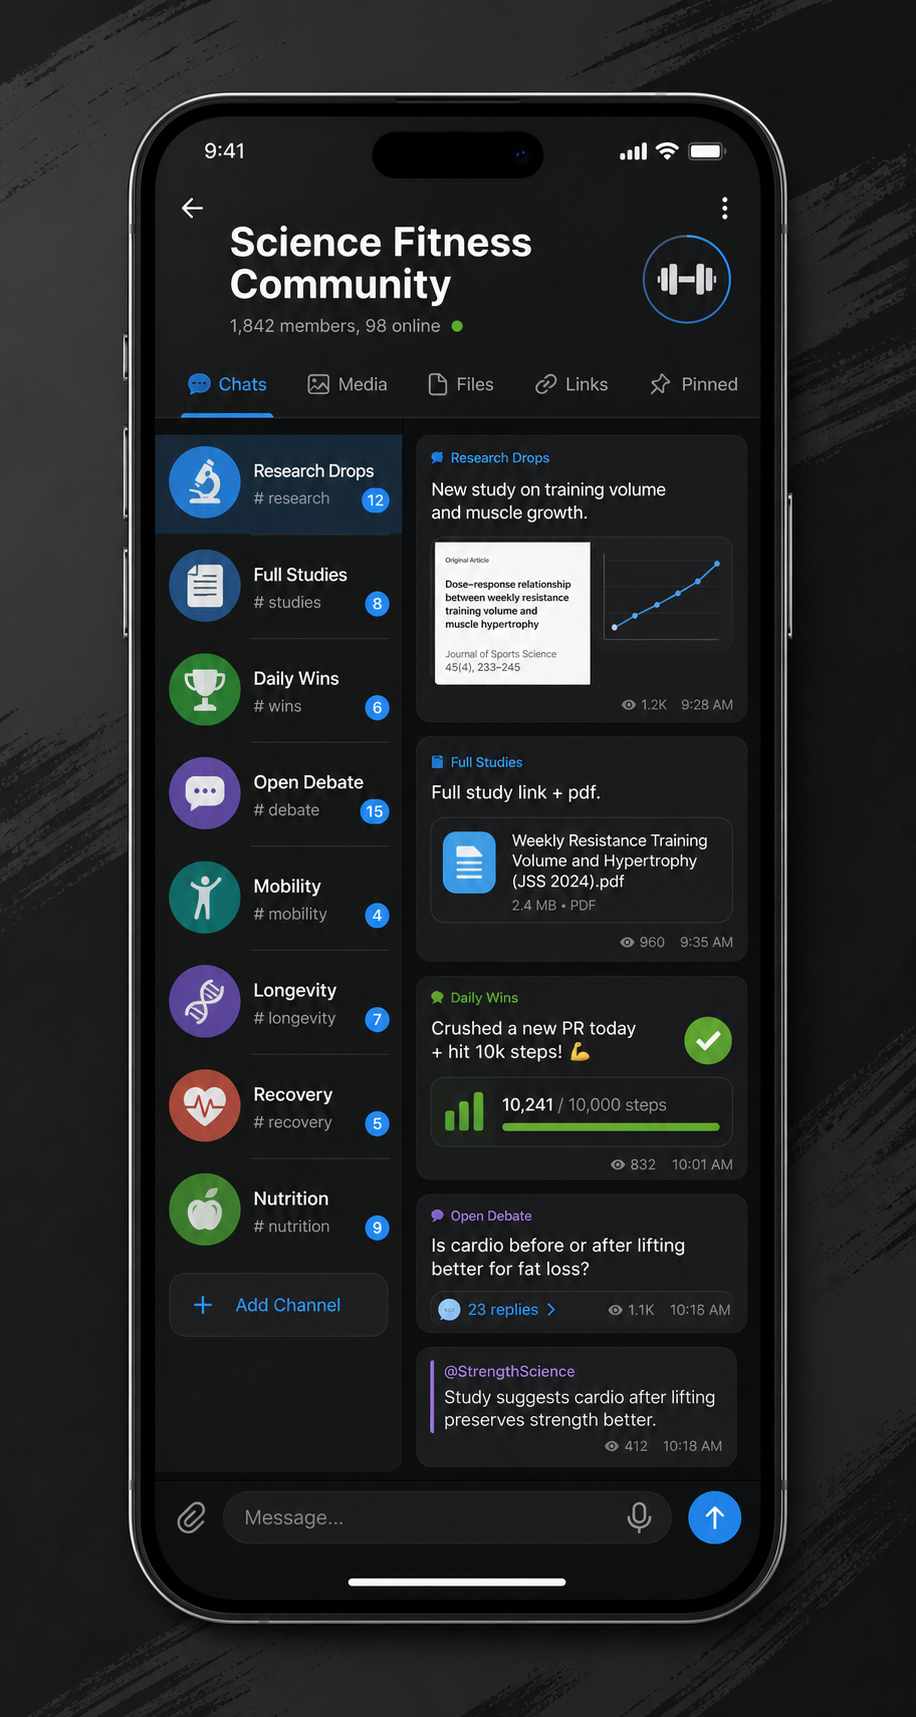 9:41
Science Fitness
Community
1,842 members, 98 online
Chats
Media
Files
Links
Pinned
Research Drops
# research
12
Full Studies
# studies
8
Daily Wins
# wins
6
Open Debate
# debate
15
Mobility
# mobility
4
Longevity
# longevity
7
Recovery
# recovery
5
Nutrition
# nutrition
9
+ Add Channel
Research Drops
New study on training volume
and muscle growth.
Original Article
Dose–response relationship
between weekly resistance
training volume and
muscle hypertrophy
Journal of Sports Science
45(4), 233–245
1.2K 9:28 AM
Full Studies
Full study link + pdf.
Weekly Resistance Training
Volume and Hypertrophy
(JSS 2024).pdf
2.4 MB • PDF
960 9:35 AM
Daily Wins
Crushed a new PR today
+ hit 10k steps! 💪
10,241 / 10,000 steps
832 10:01 AM
Open Debate
Is cardio before or after lifting
better for fat loss?
23 replies >
1.1K 10:16 AM
@StrengthScience
Study suggests cardio after lifting
preserves strength better.
412 10:18 AM
Message...